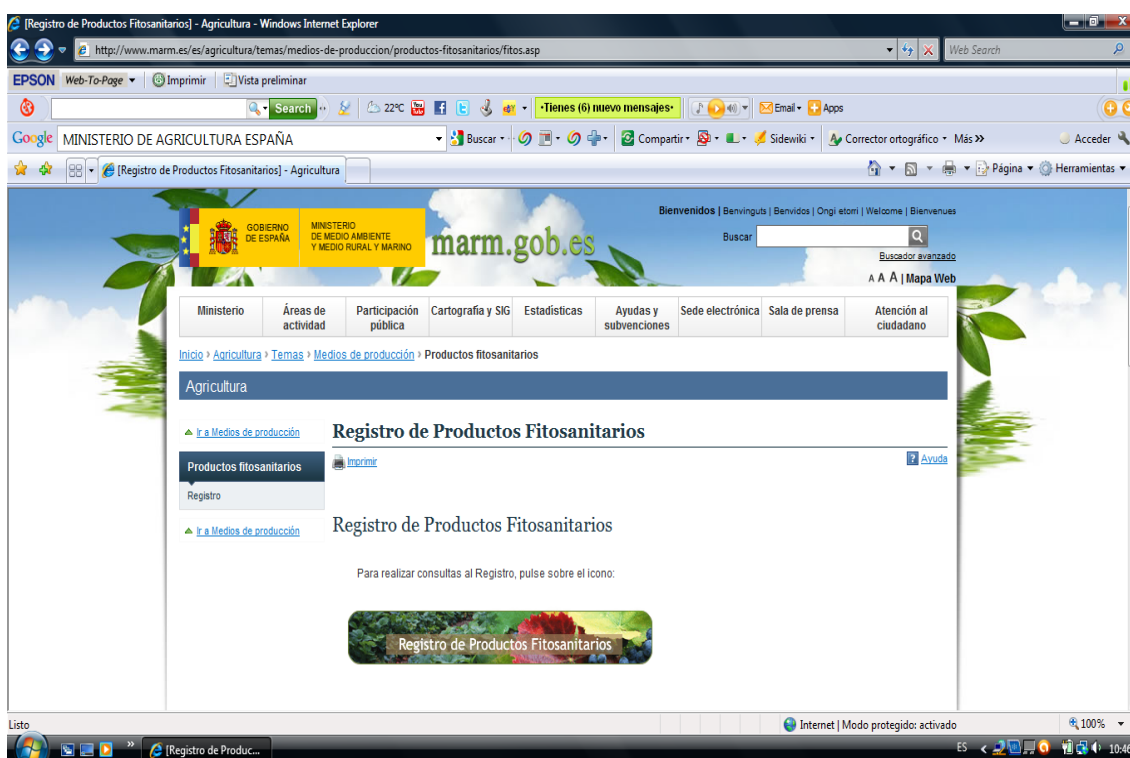 [Registro de Productos Fitosanitarios] - Agricultura - Windows Internet Explorer
http://www.marm.es/es/agricultura/temas/medios-de-produccion/productos-fitosanitarios/fitos.asp
Web Search
EPSON Web-To-Page Imprimir Vista preliminar
Search 22ºC •Tienes (6) nuevo mensajes• Email Apps
Google MINISTERIO DE AGRICULTURA ESPAÑA Buscar Compartir Sidewiki Corrector ortográfico Más» Acceder
[Registro de Productos Fitosanitarios] - Agricultura Página Herramientas
GOBIERNO DE ESPAÑA
MINISTERIO DE MEDIO AMBIENTE Y MEDIO RURAL Y MARINO
marm.gob.es
Bienvenidos | Benvinguts | Benvidos | Ongi etorri | Welcome | Bienvenues
Buscar
Buscador avanzado
A A A | Mapa Web
Ministerio
Áreas de actividad
Participación pública
Cartografía y SIG
Estadísticas
Ayudas y subvenciones
Sede electrónica
Sala de prensa
Atención al ciudadano
Inicio › Agricultura › Temas › Medios de producción › Productos fitosanitarios
Agricultura
Ir a Medios de producción
Productos fitosanitarios
Registro
Ir a Medios de producción
Registro de Productos Fitosanitarios
Imprimir
? Ayuda
Registro de Productos Fitosanitarios
Para realizar consultas al Registro, pulse sobre el icono:
Registro de Productos Fitosanitarios
Listo Internet | Modo protegido: activado 100%
[Registro de Produc... ES 10:46